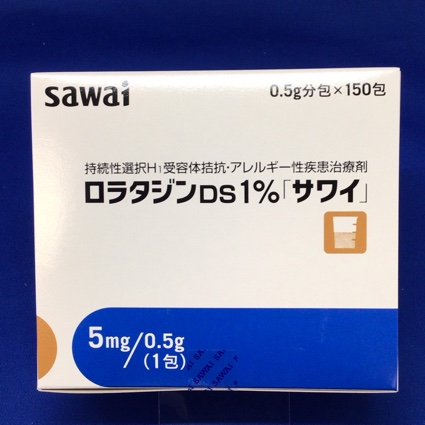 sawai
0.5g分包×150包
持続性選択H1受容体拮抗・アレルギー性疾患治療剤
ロラタジンDS1%「サワイ」
5mg/0.5g
(1包)
SAWAI